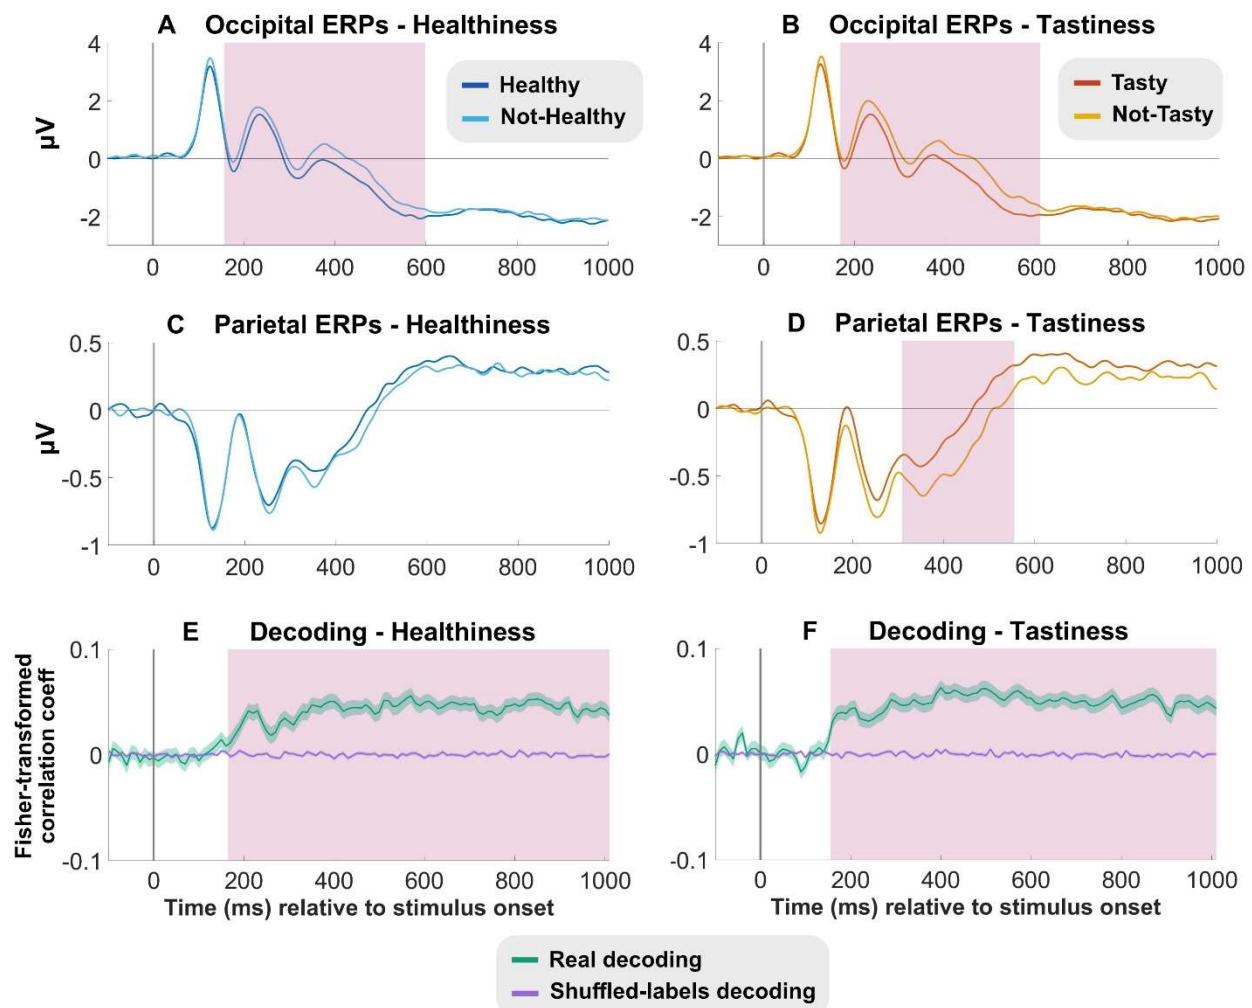 A Occipital ERPs - Healthiness
B Occipital ERPs - Tastiness
4
2
0
-2
µV
Healthy
Not-Healthy
0 200 400 600 800 1000
4
2
0
-2
Tasty
Not-Tasty
0 200 400 600 800 1000
C Parietal ERPs - Healthiness
D Parietal ERPs - Tastiness
0.5
0
-0.5
-1
µV
0 200 400 600 800 1000
0.5
0
-0.5
-1
0 200 400 600 800 1000
E Decoding - Healthiness
F Decoding - Tastiness
0.1
0
-0.1
Fisher-transformed
correlation coeff
0 200 400 600 800 1000
Time (ms) relative to stimulus onset
0.1
0
-0.1
0 200 400 600 800 1000
Time (ms) relative to stimulus onset
Real decoding
Shuffled-labels decoding